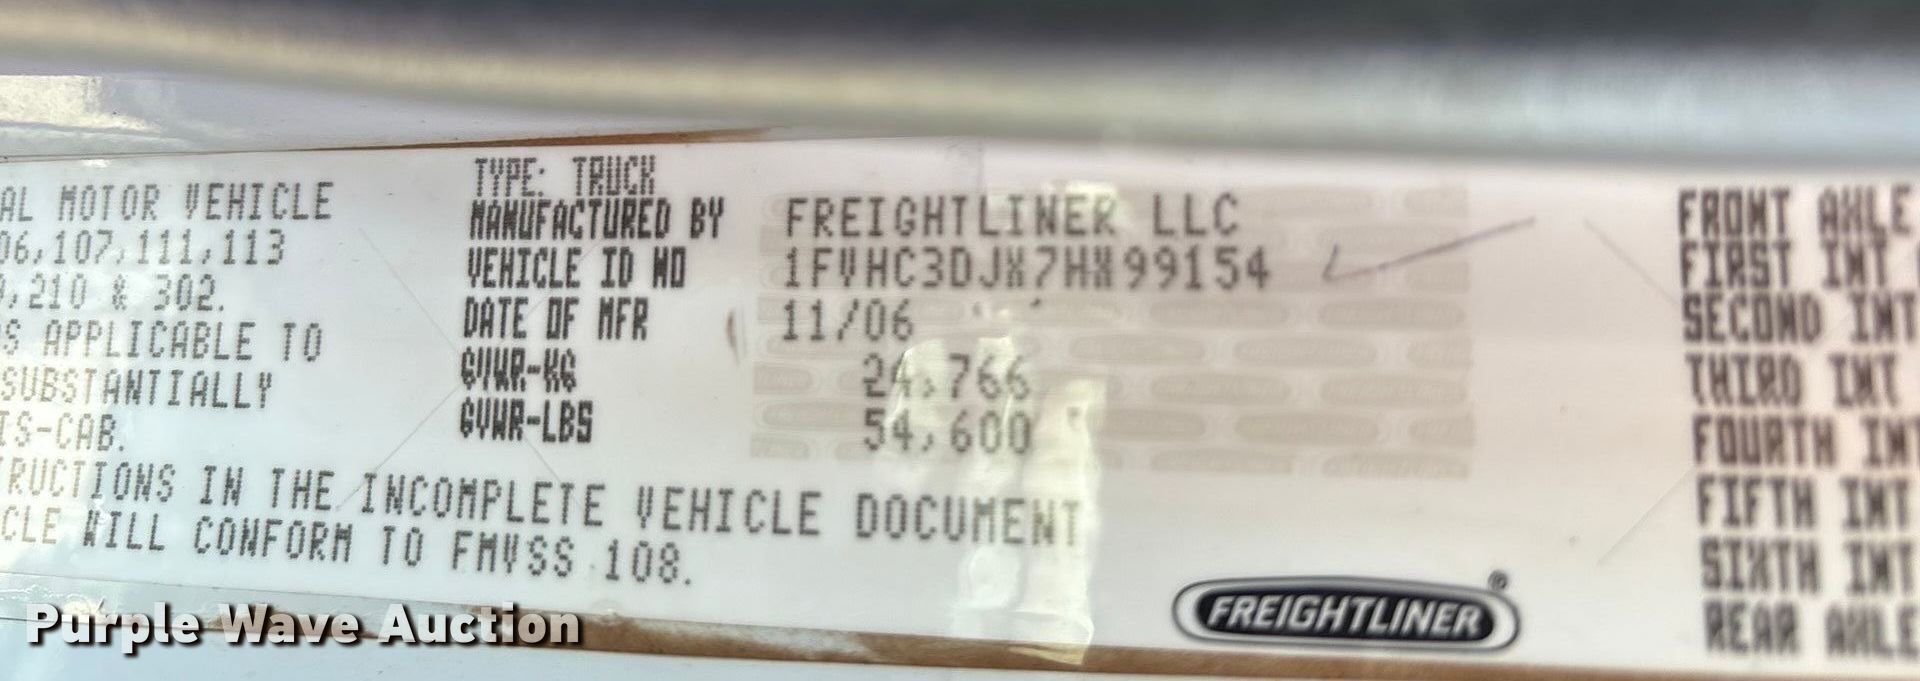 AL MOTOR VEHICLE
06,107,111,113
,210 & 302.
S APPLICABLE TO
SUBSTANTIALLY
IS-CAB.
RUCTIONS IN THE INCOMPLETE VEHICLE DOCUMENT
CLE WILL CONFORM TO FMVSS 108.
TYPE: TRUCK
MANUFACTURED BY FREIGHTLINER LLC
VEHICLE ID NO 1FVHC3DJX7HX99154
DATE OF MFR 11/06
GVWR-KG 24,766
GVWR-LBS 54,600
FRONT AXLE
FIRST INT
SECOND INT
THIRD INT
FOURTH INT
FIFTH INT
SIXTH INT
REAR AXLE
FREIGHTLINER®
Purple Wave Auction